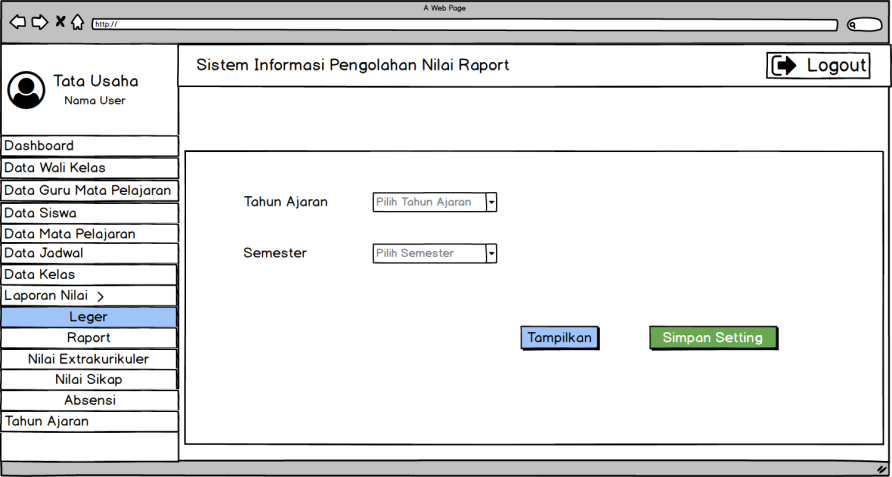 A Web Page
http://
Tata Usaha
Nama User
Sistem Informasi Pengolahan Nilai Raport
Logout
Dashboard
Data Wali Kelas
Data Guru Mata Pelajaran
Data Siswa
Data Mata Pelajaran
Data Jadwal
Data Kelas
Laporan Nilai >
Leger
Raport
Nilai Extrakurikuler
Nilai Sikap
Absensi
Tahun Ajaran
Tahun Ajaran Pilih Tahun Ajaran
Semester Pilih Semester
Tampilkan Simpan Setting